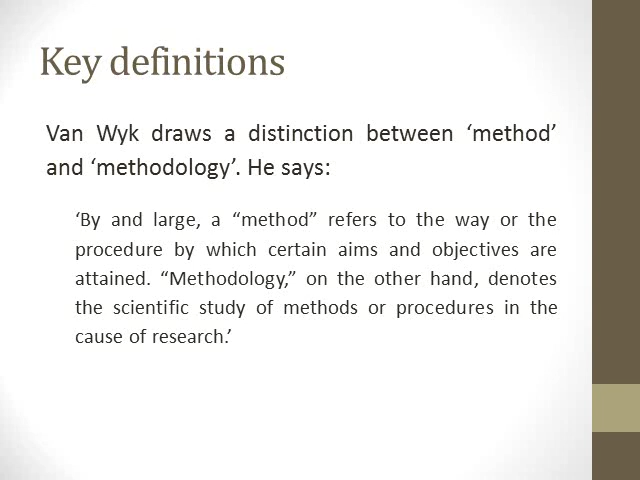 Key definitions
Van Wyk draws a distinction between ‘method’
and ‘methodology’. He says:
‘By and large, a “method” refers to the way or the
procedure by which certain aims and objectives are
attained. “Methodology,” on the other hand, denotes
the scientific study of methods or procedures in the
cause of research.’